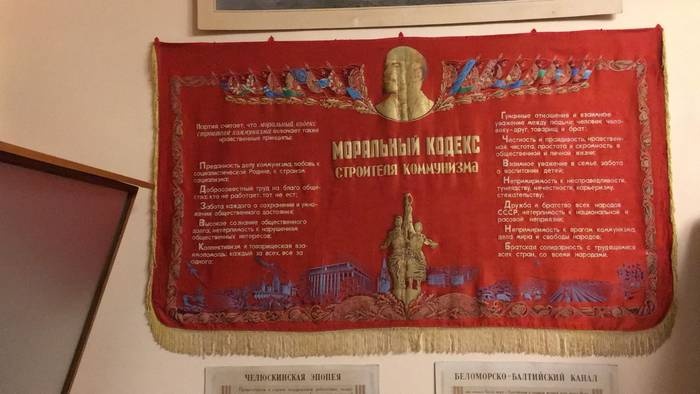 МОРАЛЬНЫЙ КОДЕКС
СТРОИТЕЛЯ КОММУНИЗМА
Партия считает, что моральный кодекс
строителя коммунизма включает такие
нравственные принципы:
Преданность делу коммунизма, любовь к
социалистической Родине, к странам
социализма;
Добросовестный труд на благо обще-
ства: кто не работает, тот не ест;
Забота каждого о сохранении и умно-
жении общественного достояния;
Высокое сознание общественного
долга, нетерпимость к нарушениям
общественных интересов;
Коллективизм и товарищеская вза-
имопомощь: каждый за всех, все за
одного;
Гуманные отношения и взаимное
уважение между людьми: человек чело-
веку-друг, товарищ и брат;
Честность и правдивость, нравствен-
ная чистота, простота и скромность в
общественной и личной жизни;
Взаимное уважение в семье, забота
о воспитании детей;
Непримиримость к несправедливости,
тунеядству, нечестности, карьеризму,
стяжательству;
Дружба и братство всех народов
СССР, нетерпимость к национальной и
расовой неприязни;
Непримиримость к врагам коммунизма,
дела мира и свободы народов;
Братская солидарность с трудящимися
всех стран, со всеми народами.
ЧЕЛЮСКИНСКАЯ ЭПОПЕЯ
БЕЛОМОРСКО-БАЛТИЙСКИЙ КАНАЛ